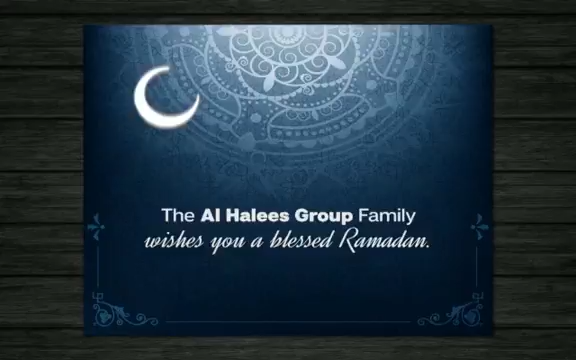 The Al Halees Group Family
wishes you a blessed Ramadan.